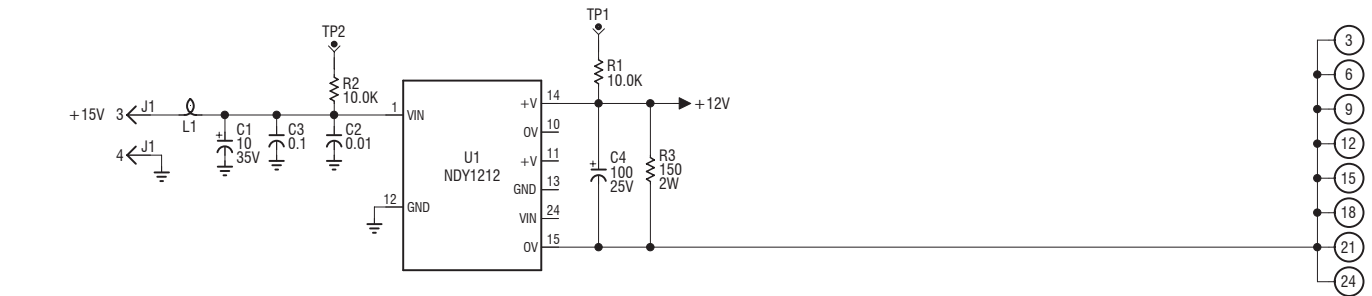 TP1
TP2
R1
10.0K
R2
10.0K
+15V 3 J1
L1
C1
10
35V
+
C3
0.1
C2
0.01
4 J1
1 VIN
12 GND
U1
NDY1212
+V 14
0V 10
+V 11
GND 13
VIN 24
0V 15
+12V
+
C4
100
25V
R3
150
2W
3
6
9
12
15
18
21
24